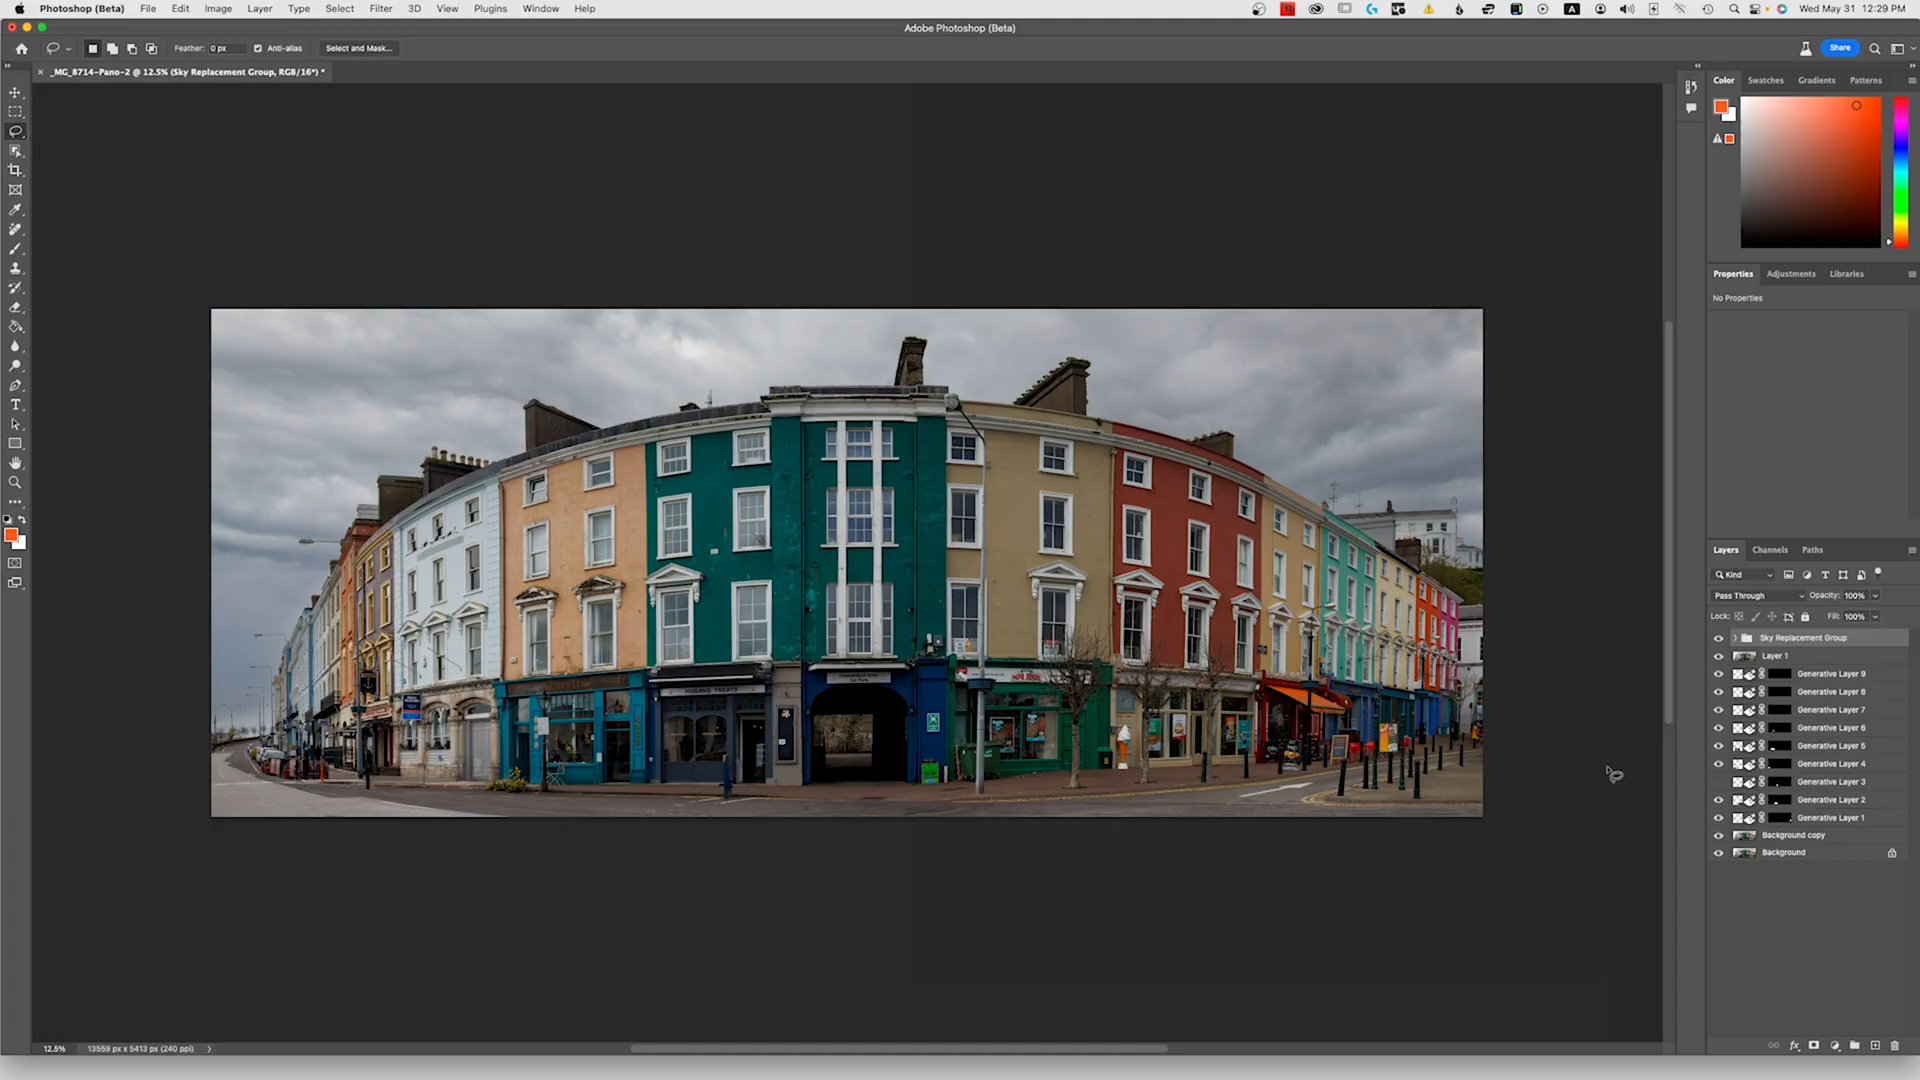 Photoshop (Beta) File Edit Image Layer Type Select Filter 3D View Plugins Window Help Wed May 31 12:29 PM
Adobe Photoshop (Beta)
Feather: 0 px Anti-alias Select and Mask... Share
_MG_8714-Pano-2 @ 12.5% (Sky Replacement Group, RGB/16*) *
Color Swatches Gradients Patterns
Properties Adjustments Libraries
No Properties
HOGANS TREATS
Layers Channels Paths
Kind
Pass Through Opacity: 100%
Lock: Fill: 100%
Sky Replacement Group
Layer 1
Generative Layer 9
Generative Layer 8
Generative Layer 7
Generative Layer 6
Generative Layer 5
Generative Layer 4
Generative Layer 3
Generative Layer 2
Generative Layer 1
Background copy
Background
12.5% 13559 px x 5413 px (240 ppi)